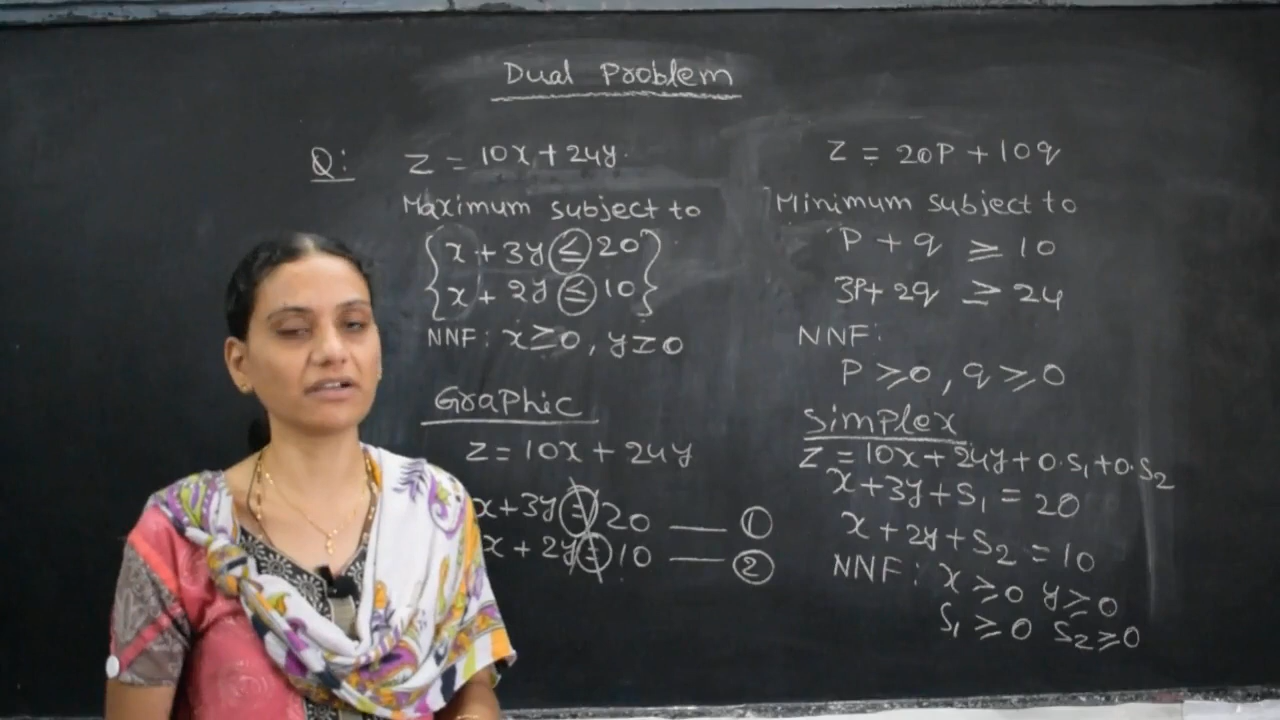 Dual Problem
Q: Z = 10x + 24y.
Maximum subject to
{ x + 3y ≤ 20 }
{ x + 2y ≤ 10 }
NNF: x ≥ 0, y ≥ 0
Graphic
Z = 10x + 24y
x + 3y = 20 — ①
x + 2y = 10 — ②
Z = 20P + 10q
Minimum subject to
P + q ≥ 10
3P + 2q ≥ 24
NNF:
P ≥ 0, q ≥ 0
Simplex
Z = 10x + 24y + 0·S₁ + 0·S₂
x + 3y + S₁ = 20
x + 2y + S₂ = 10
NNF: x ≥ 0 y ≥ 0
S₁ ≥ 0 S₂ ≥ 0